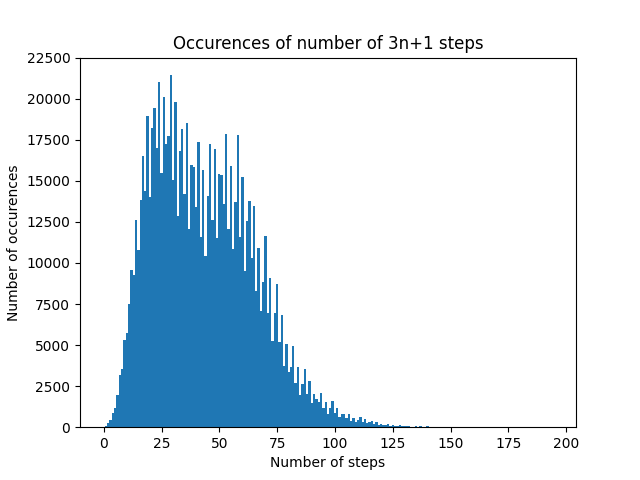 Occurences of number of 3n+1 steps
Number of occurences
22500
20000
17500
15000
12500
10000
7500
5000
2500
0
0 25 50 75 100 125 150 175 200
Number of steps